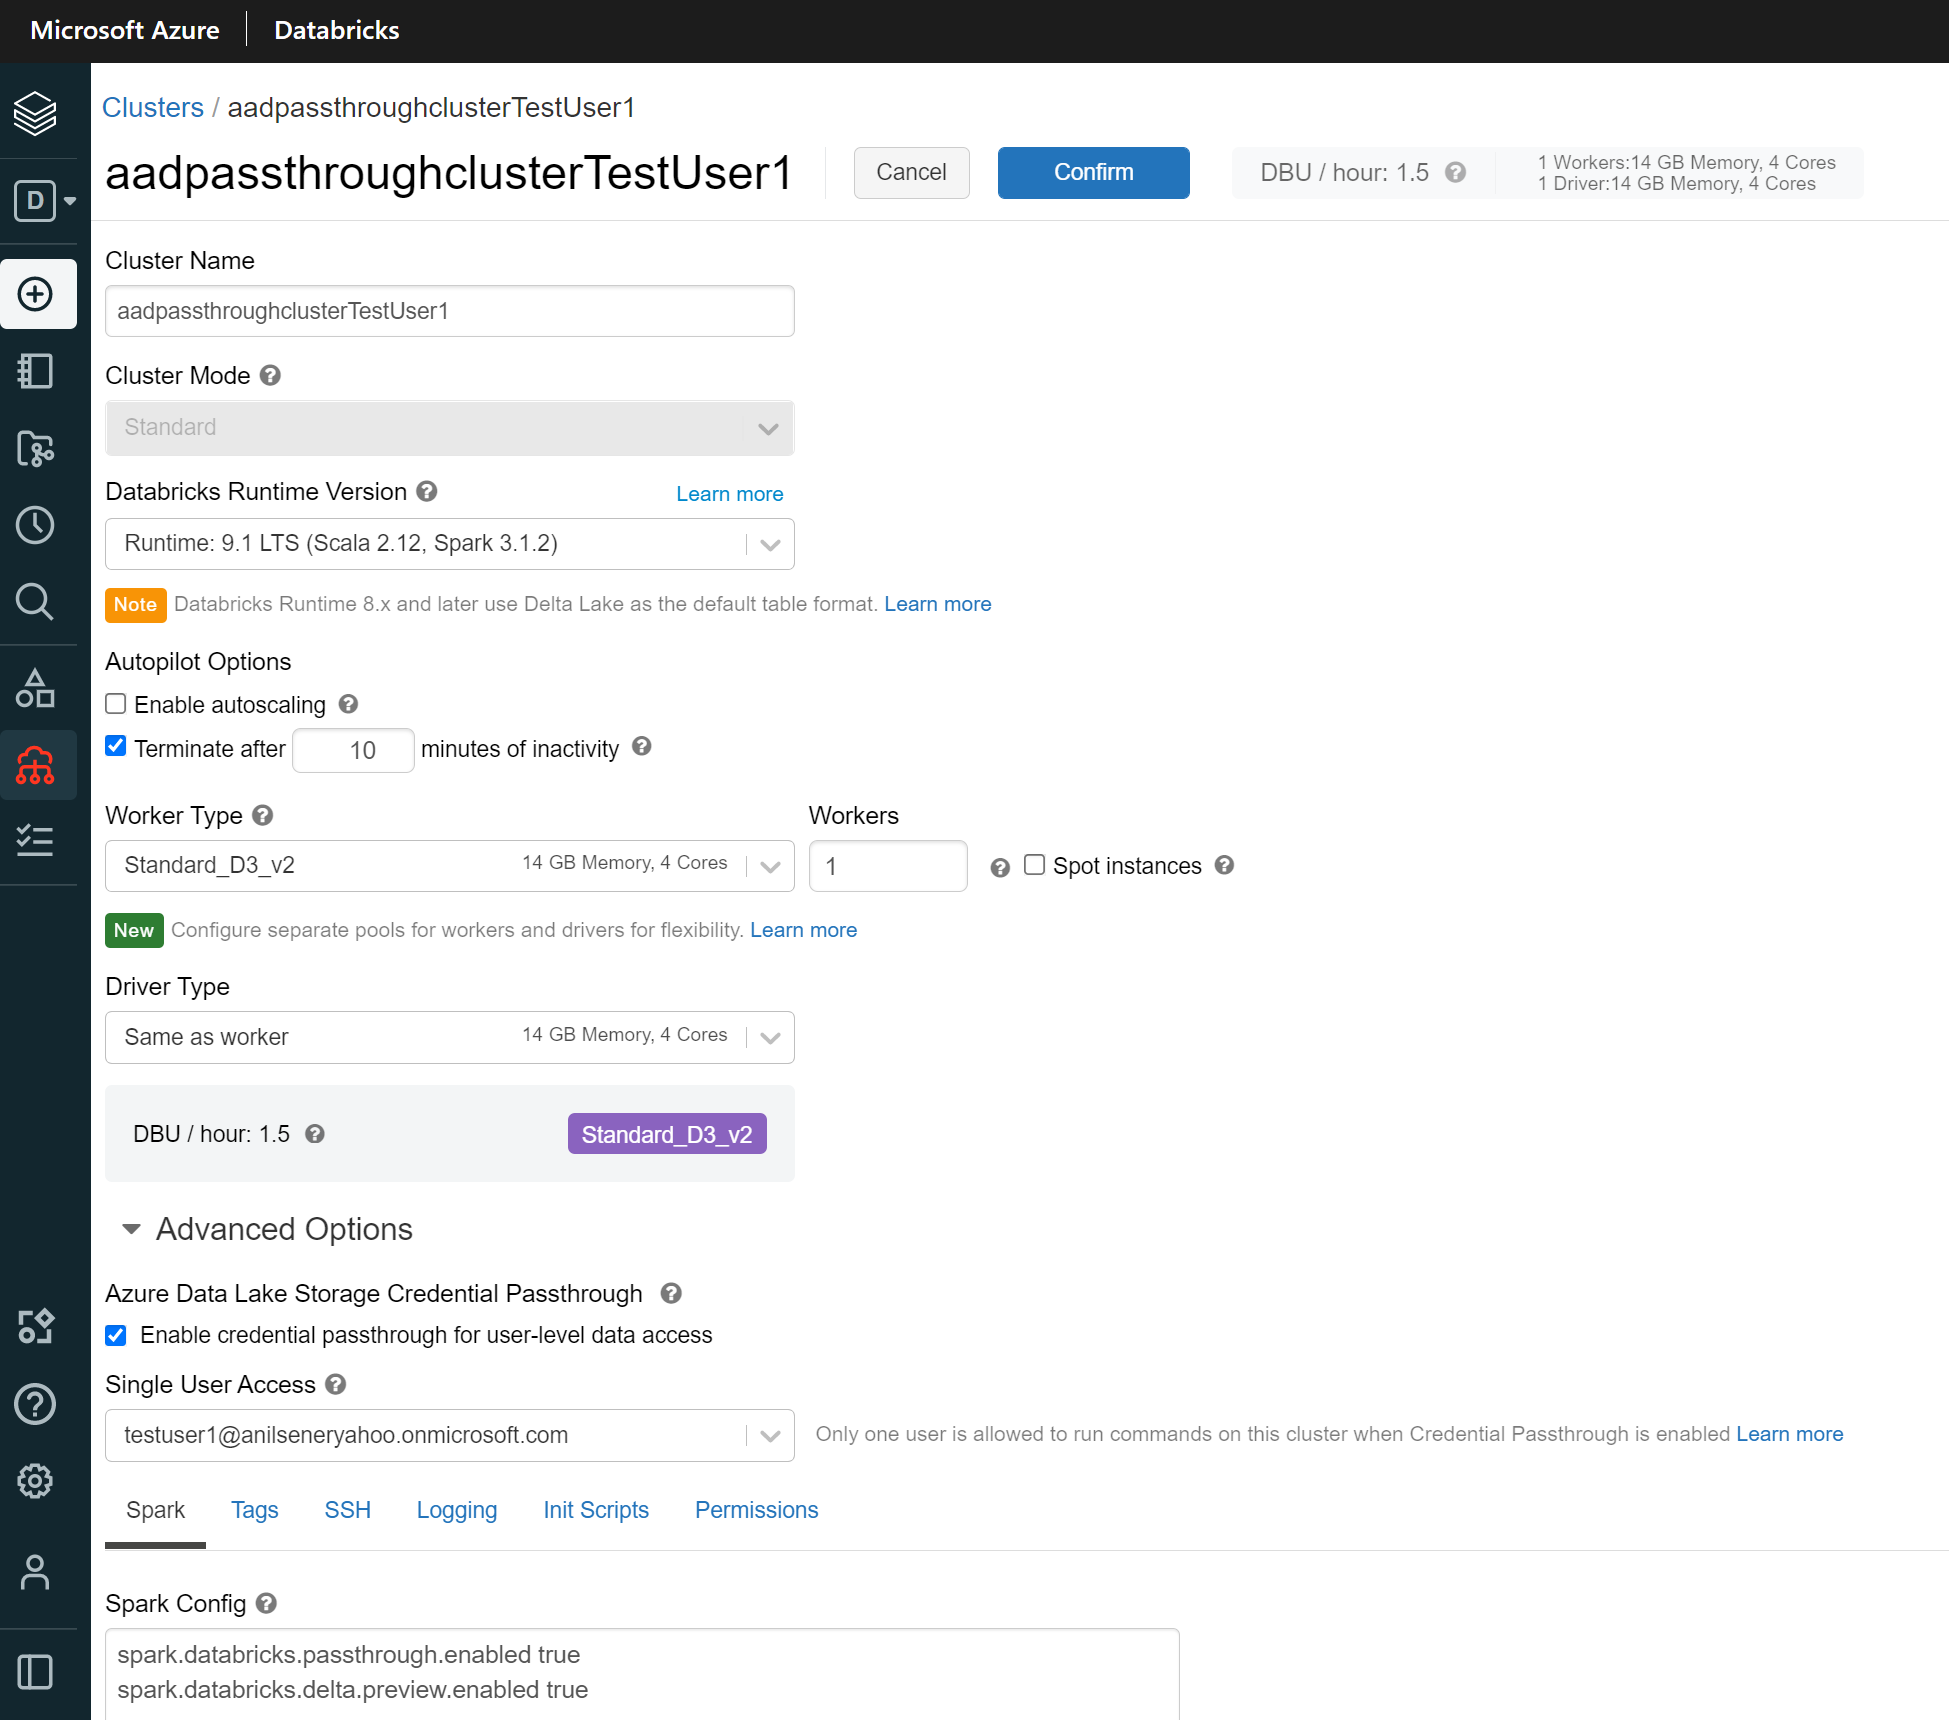 Microsoft Azure | Databricks
Clusters / aadpassthroughclusterTestUser1
aadpassthroughclusterTestUser1
Cancel
Confirm
DBU / hour: 1.5 ?
1 Workers:14 GB Memory, 4 Cores
1 Driver:14 GB Memory, 4 Cores
D
Cluster Name
aadpassthroughclusterTestUser1
Cluster Mode ?
Standard
Databricks Runtime Version ?
Learn more
Runtime: 9.1 LTS (Scala 2.12, Spark 3.1.2)
Note Databricks Runtime 8.x and later use Delta Lake as the default table format. Learn more
Autopilot Options
Enable autoscaling ?
Terminate after 10 minutes of inactivity ?
Worker Type ?
Workers
Standard_D3_v2 14 GB Memory, 4 Cores
1
? Spot instances ?
New Configure separate pools for workers and drivers for flexibility. Learn more
Driver Type
Same as worker 14 GB Memory, 4 Cores
DBU / hour: 1.5 ?
Standard_D3_v2
Advanced Options
Azure Data Lake Storage Credential Passthrough ?
Enable credential passthrough for user-level data access
Single User Access ?
testuser1@anilseneryahoo.onmicrosoft.com
Only one user is allowed to run commands on this cluster when Credential Passthrough is enabled Learn more
Spark Tags SSH Logging Init Scripts Permissions
Spark Config ?
spark.databricks.passthrough.enabled true
spark.databricks.delta.preview.enabled true